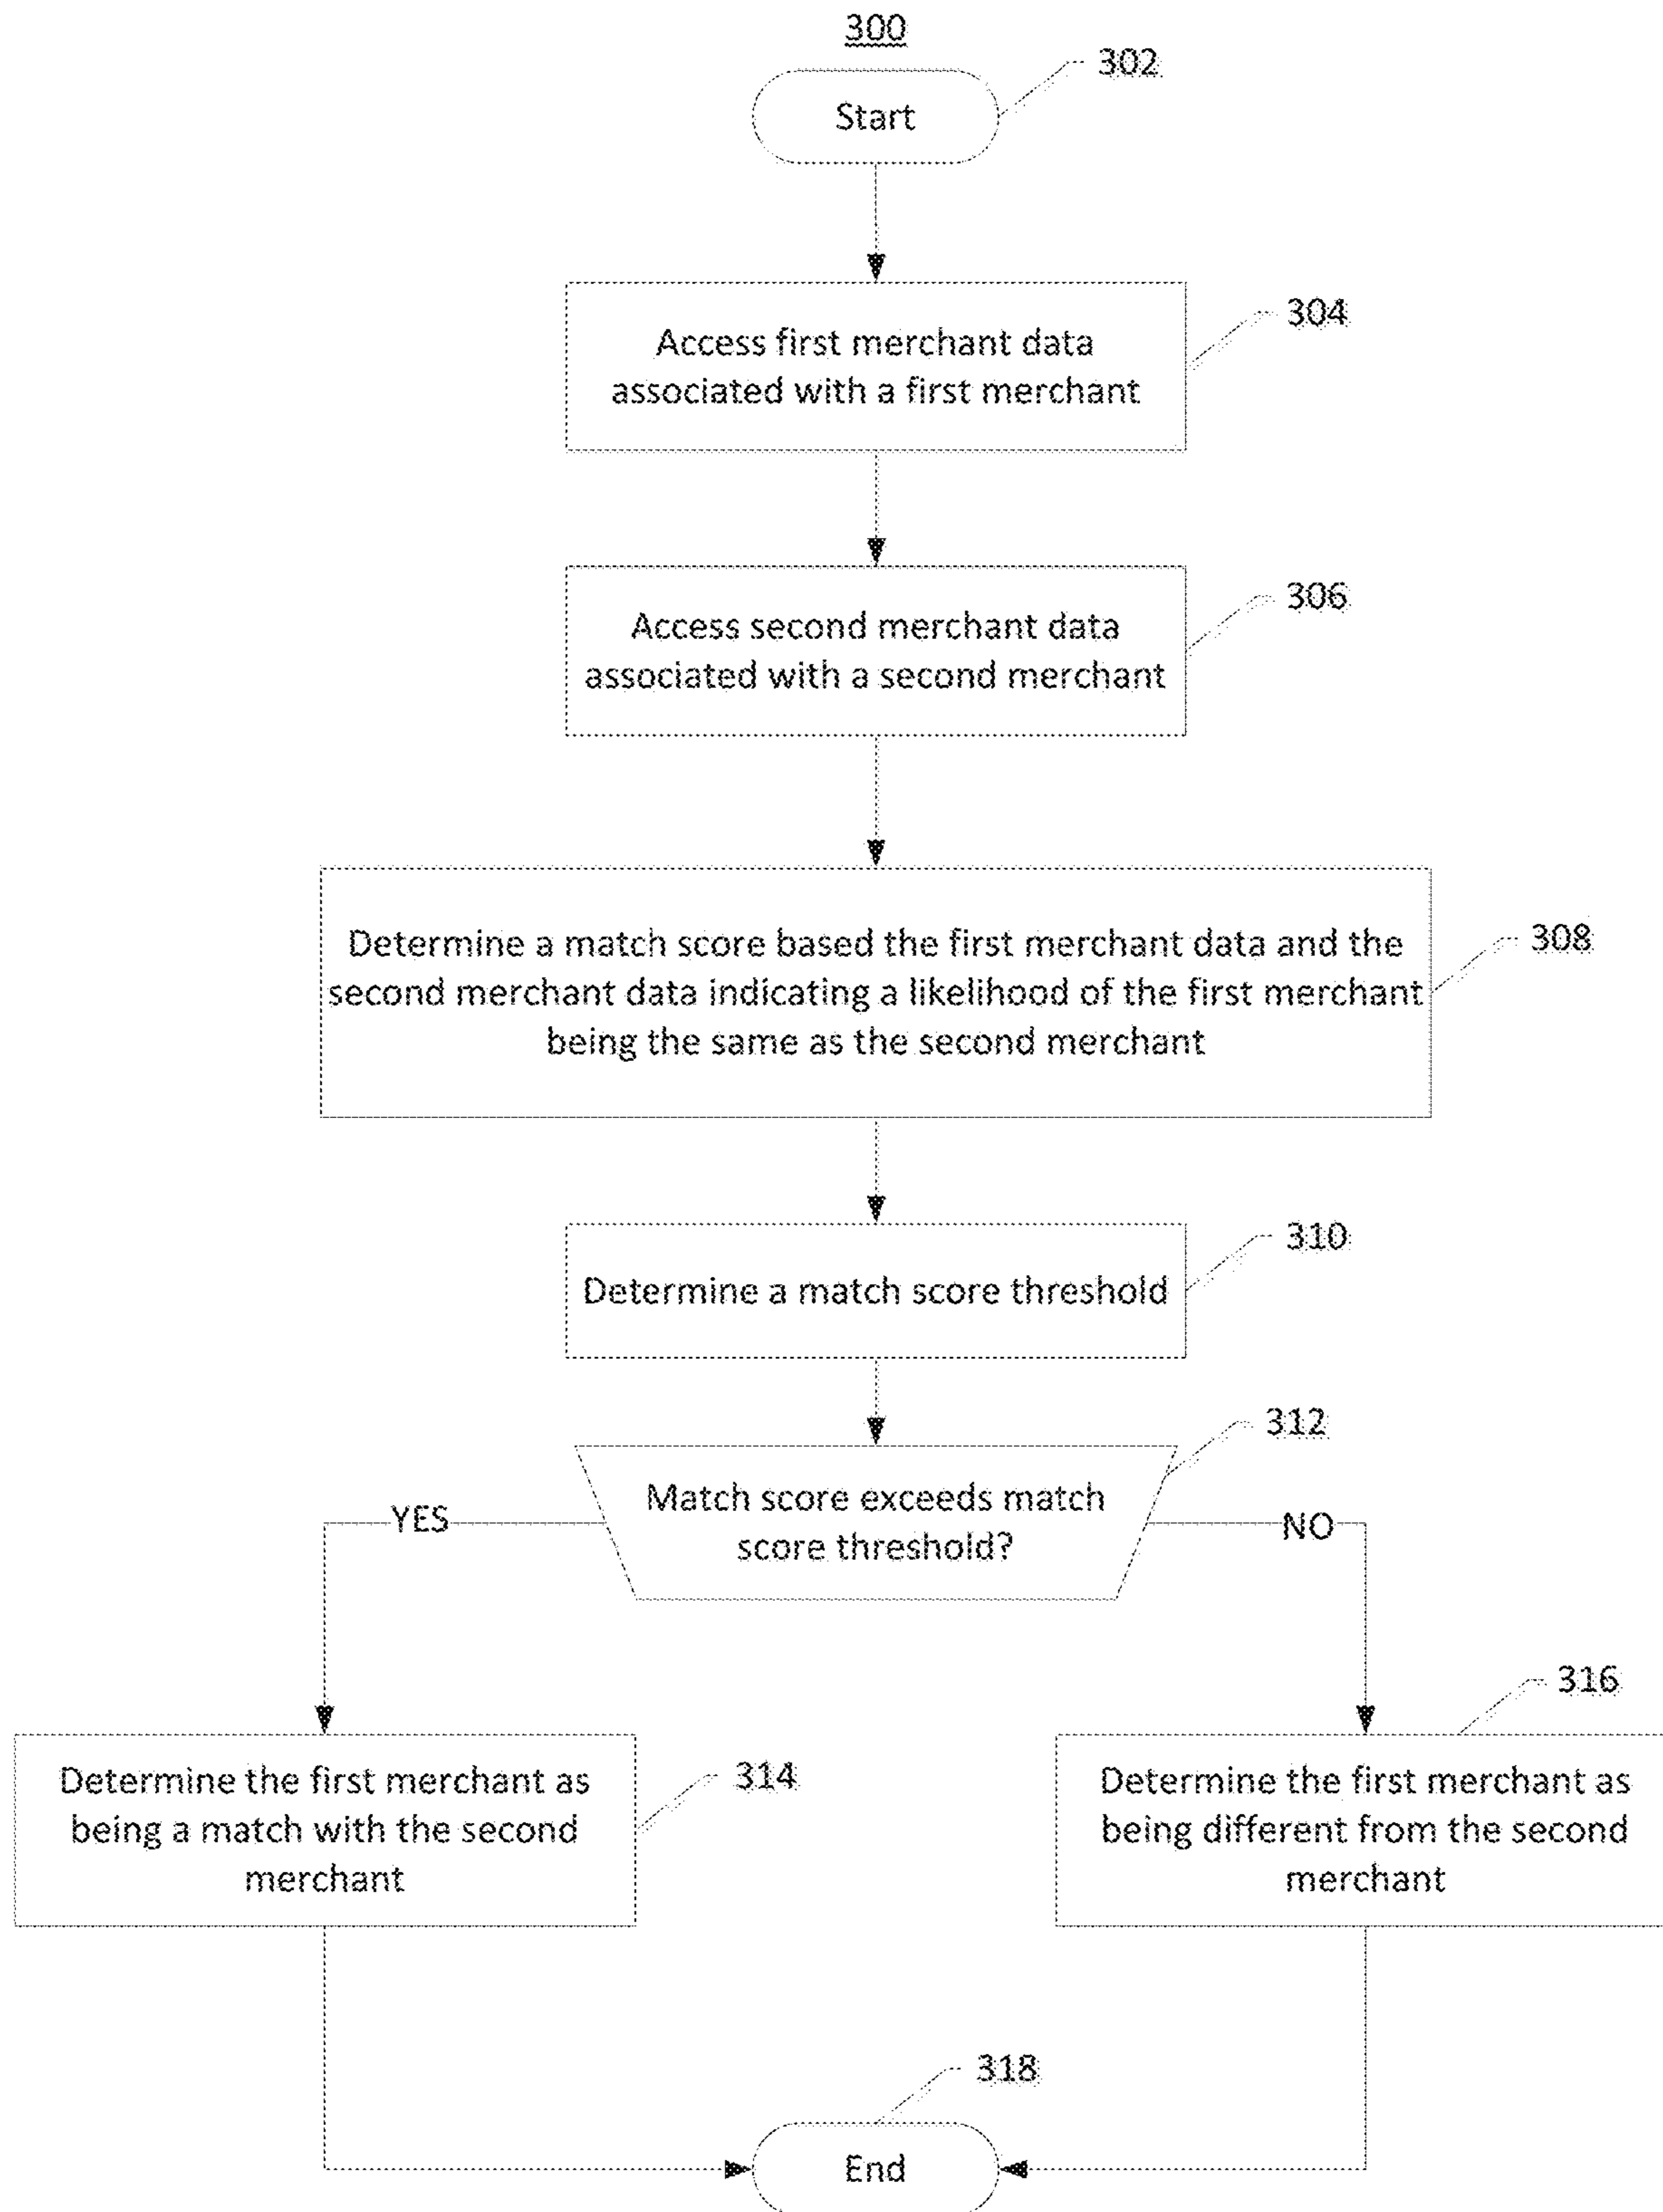 300
302
Start
304
Access first merchant data
associated with a first merchant
306
Access second merchant data
associated with a second merchant
308
Determine a match score based the first merchant data and the
second merchant data indicating a likelihood of the first merchant
being the same as the second merchant
310
Determine a match score threshold
312
Match score exceeds match
score threshold?
YES
NO
316
314
Determine the first merchant as
being a match with the second
merchant
Determine the first merchant as
being different from the second
merchant
318
End